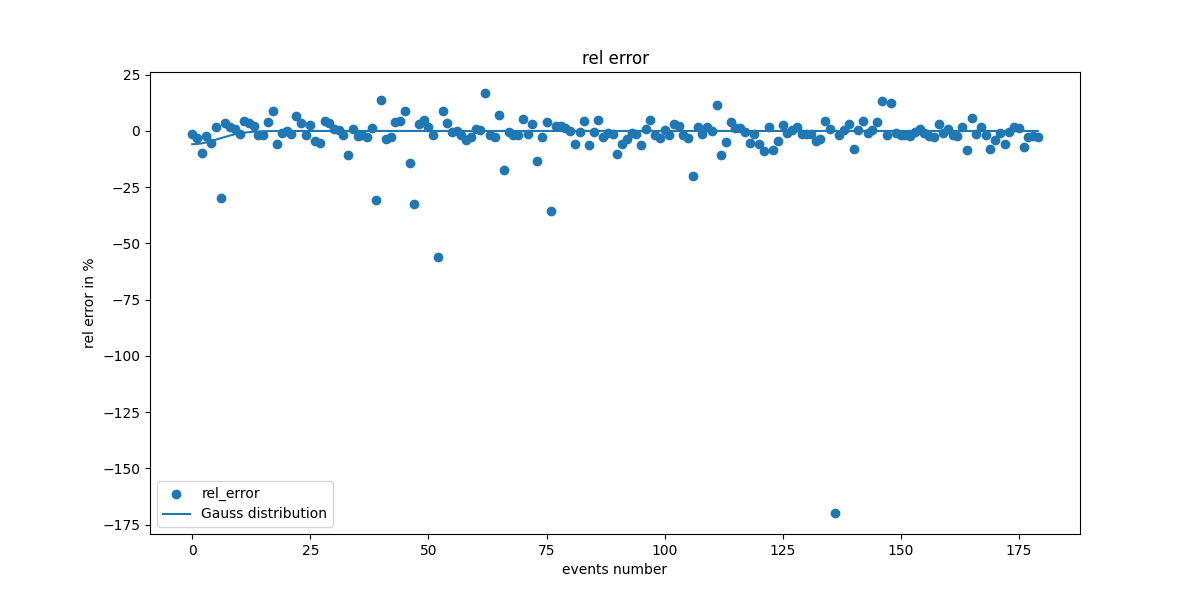 rel error
25
0
−25
−50
−75
−100
−125
−150
−175
rel error in %
rel_error
Gauss distribution
0 25 50 75 100 125 150 175
events number